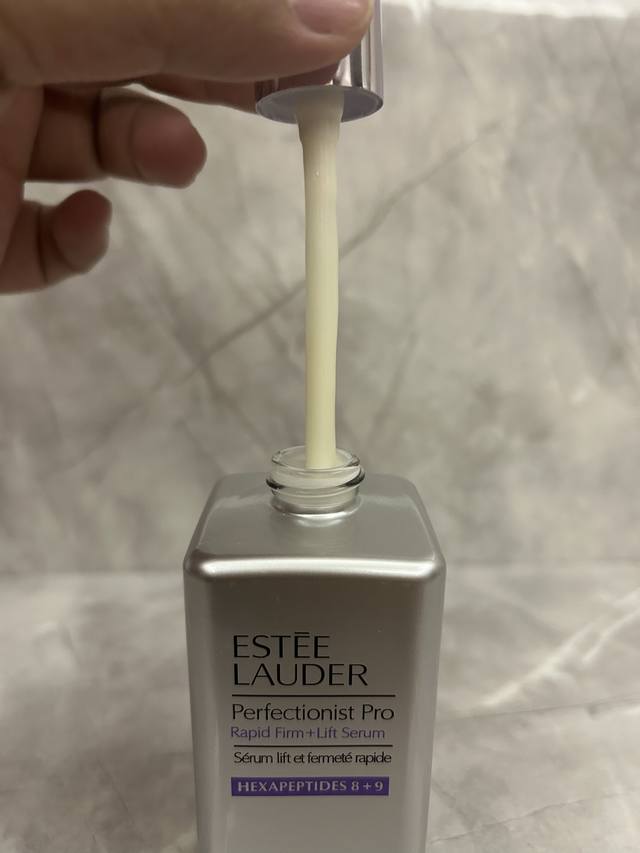 ESTĒE
LAUDER
Perfectionist Pro
Rapid Firm+Lift Serum
Sérum lift et fermeté rapide
HEXAPEPTIDES 8 + 9